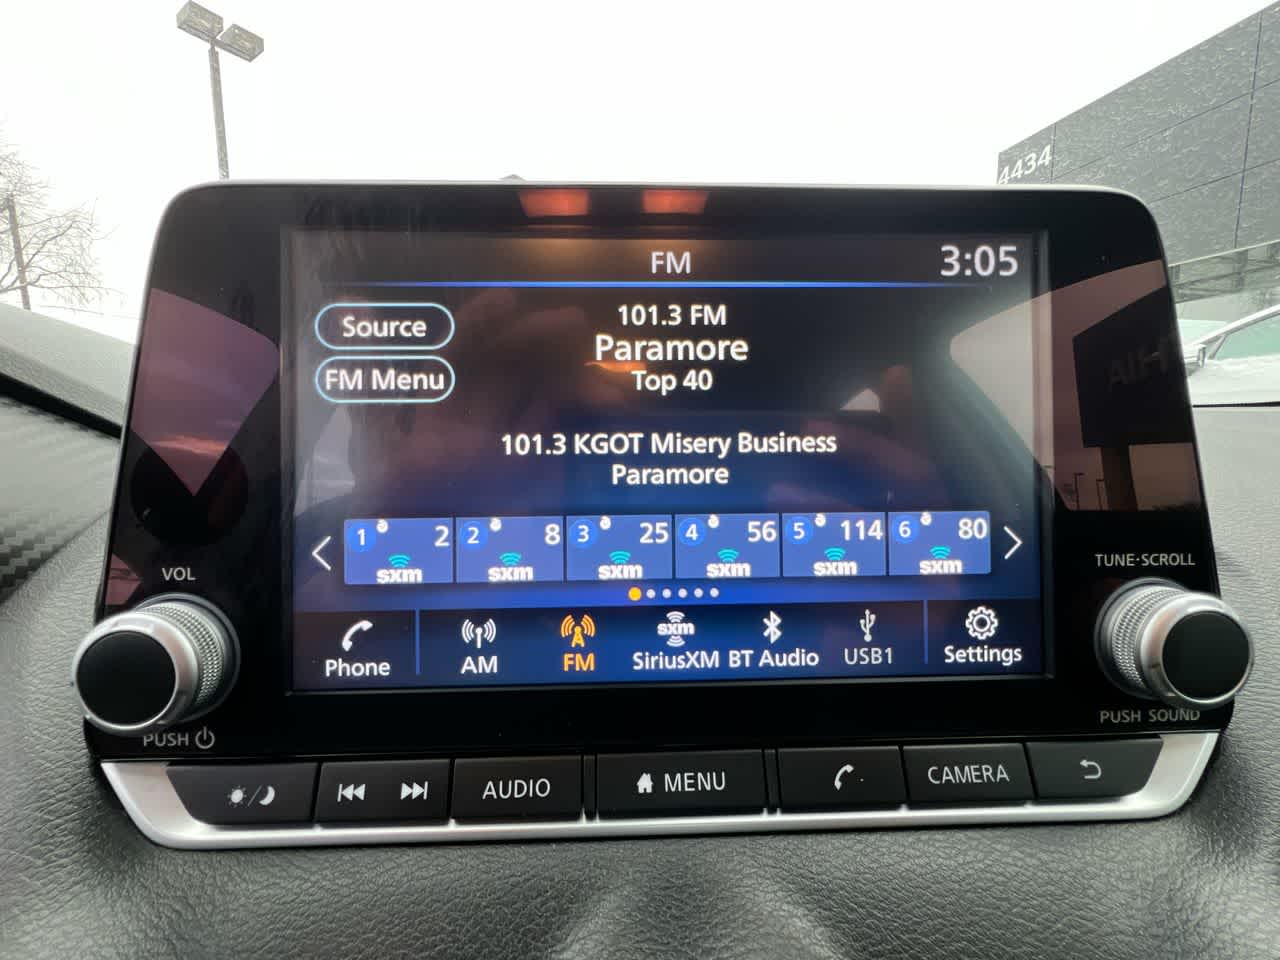 4434
FM
3:05
Source
FM Menu
101.3 FM
Paramore
Top 40
101.3 KGOT Misery Business
Paramore
1 2 sxm
2 8 sxm
3 25 sxm
4 56 sxm
5 114 sxm
6 80 sxm
Phone
AM
FM
sxm
SiriusXM
BT Audio
USB1
Settings
VOL
PUSH
TUNE·SCROLL
PUSH SOUND
AUDIO
MENU
CAMERA